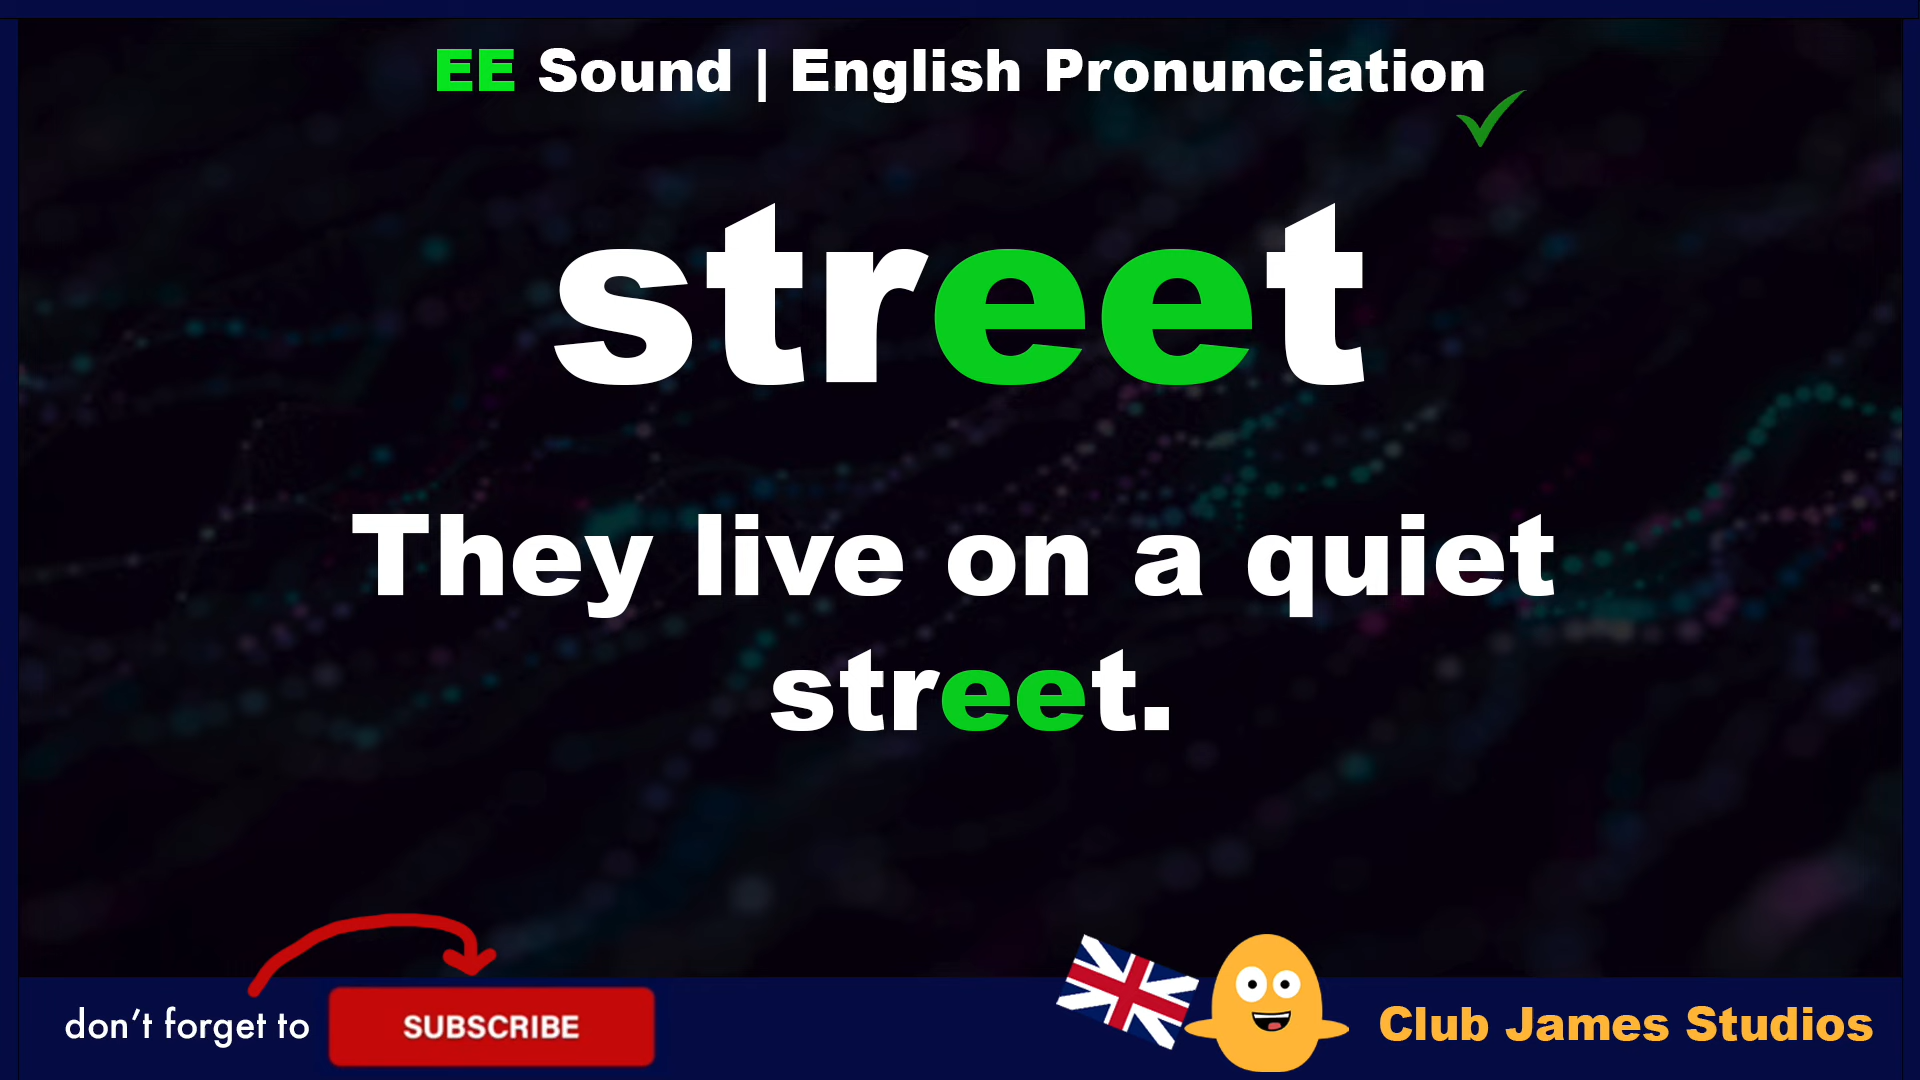 EE Sound | English Pronunciation
street
They live on a quiet
street.
don't forget to
SUBSCRIBE
Club James Studios